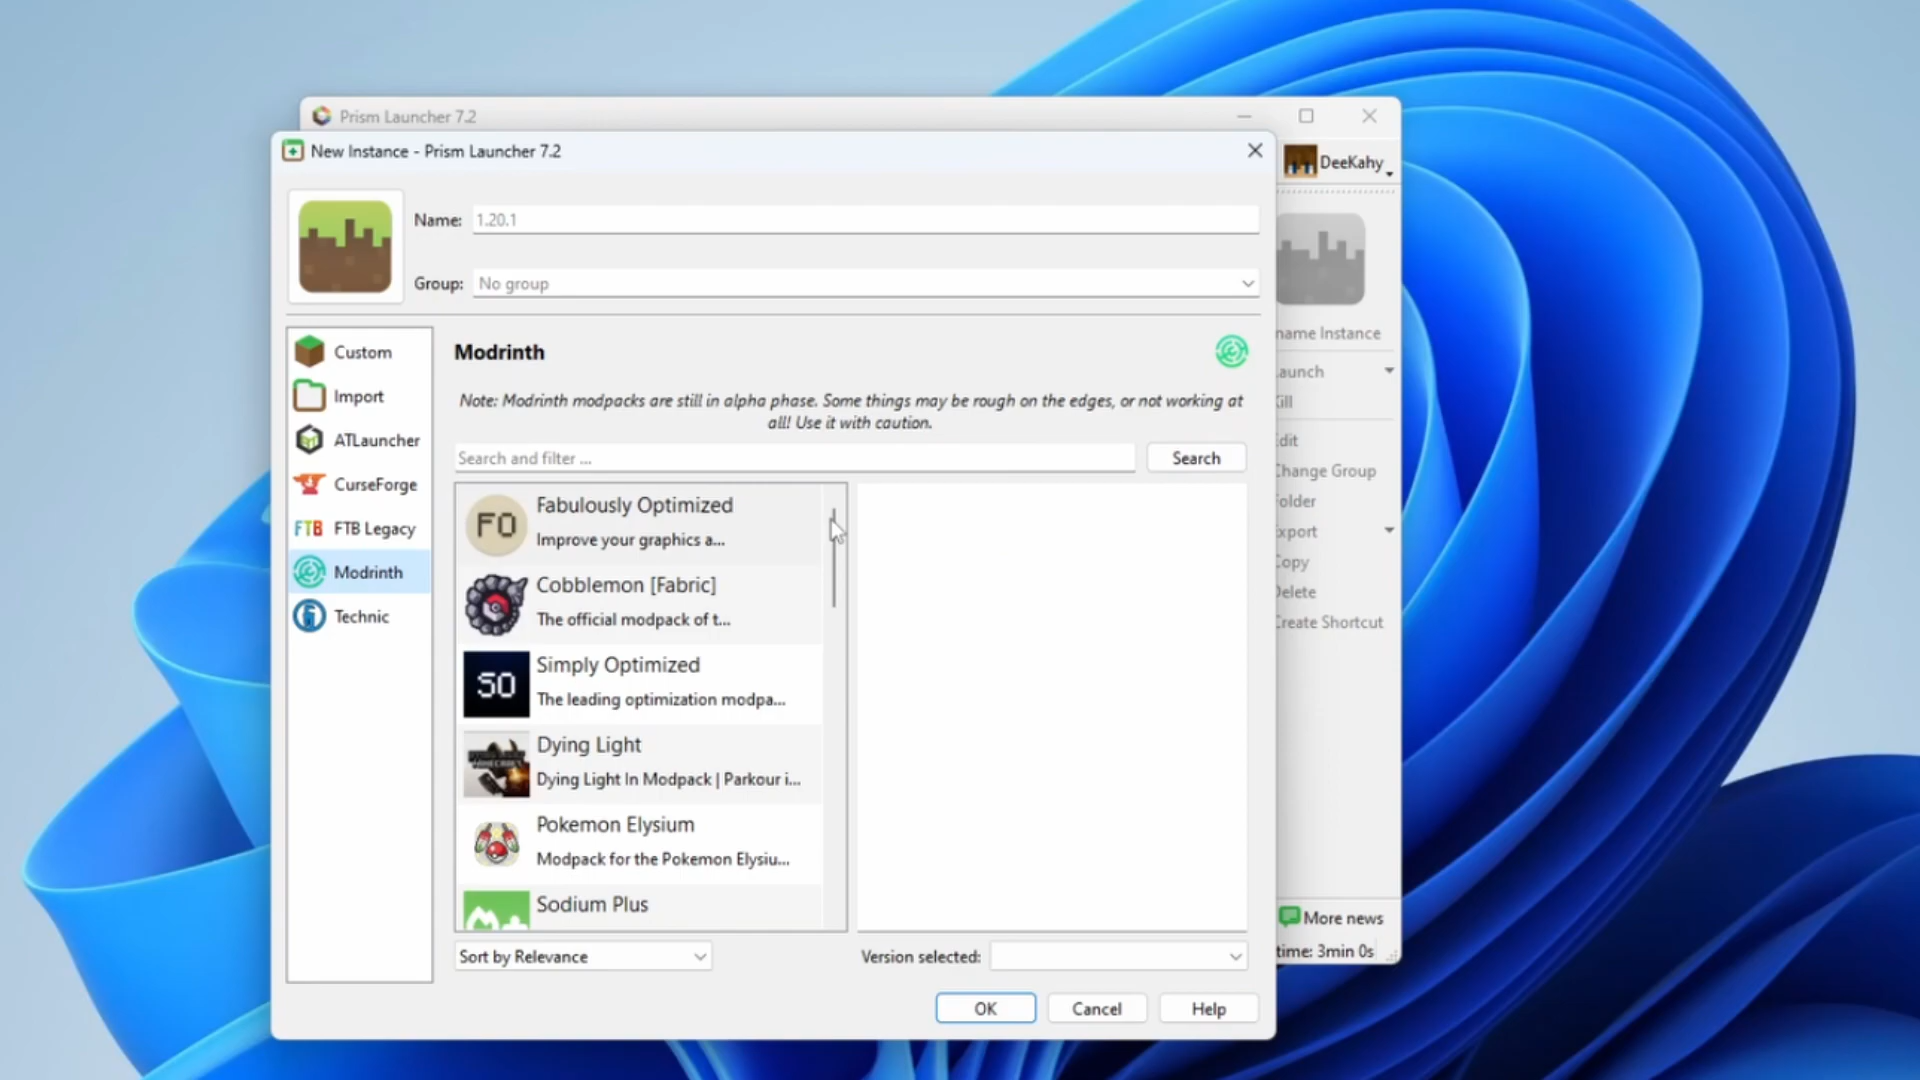 Prism Launcher 7.2
New Instance - Prism Launcher 7.2
DeeKahy
Name: 1.20.1
Group: No group
name Instance
Custom
Import
ATLauncher
CurseForge
FTB FTB Legacy
Modrinth
Technic
Modrinth
Note: Modrinth modpacks are still in alpha phase. Some things may be rough on the edges, or not working at
all! Use it with caution.
Search and filter ...
Search
FO
Fabulously Optimized
Improve your graphics a...
Cobblemon [Fabric]
The official modpack of t...
SO
Simply Optimized
The leading optimization modpa...
Dying Light
Dying Light In Modpack | Parkour i...
Pokemon Elysium
Modpack for the Pokemon Elysiu...
Sodium Plus
Sort by Relevance
Version selected:
OK
Cancel
Help
aunch
ill
dit
Change Group
older
xport
Copy
Delete
Create Shortcut
More news
time: 3min 0s